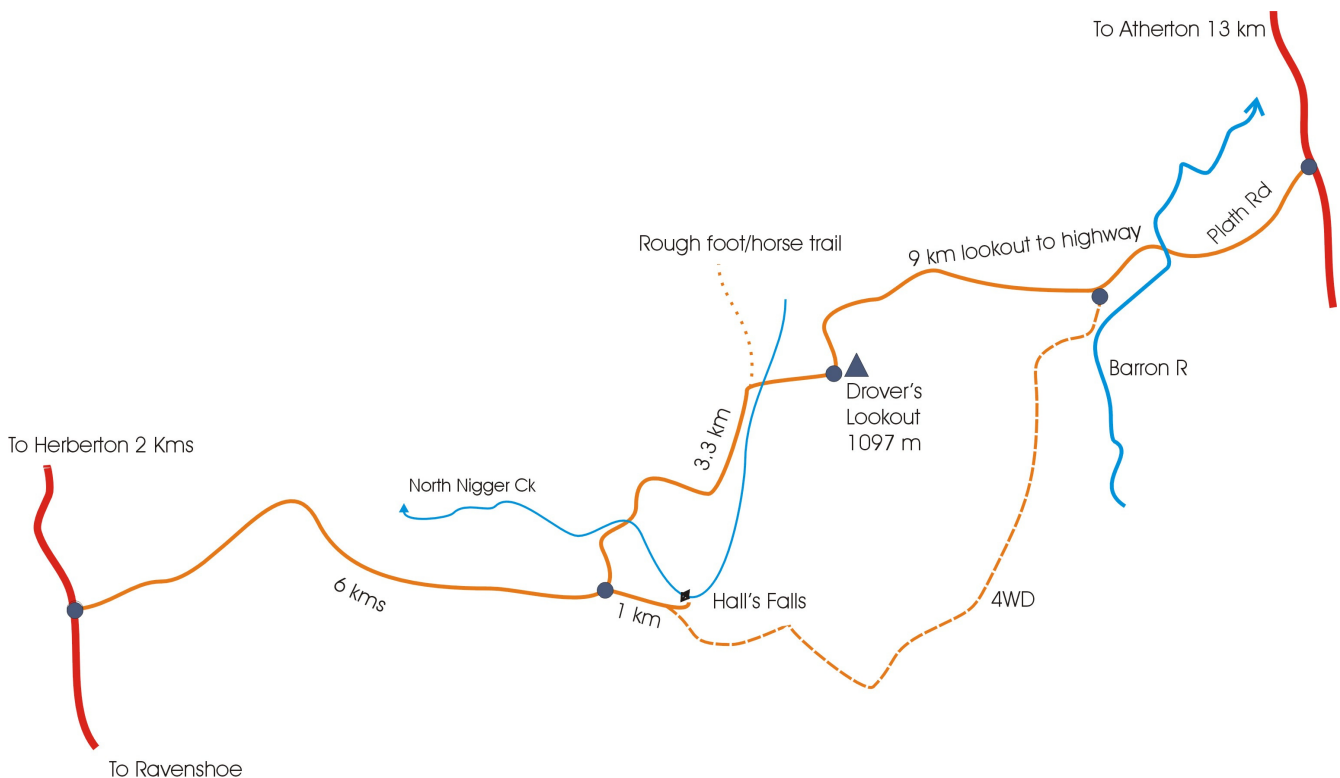 To Atherton 13 km
Plath Rd
Rough foot/horse trail
9 km lookout to highway
Barron R
Drover's
Lookout
1097 m
3.3 km
To Herberton 2 Kms
North Nigger Ck
6 kms
1 km
Hall's Falls
4WD
To Ravenshoe